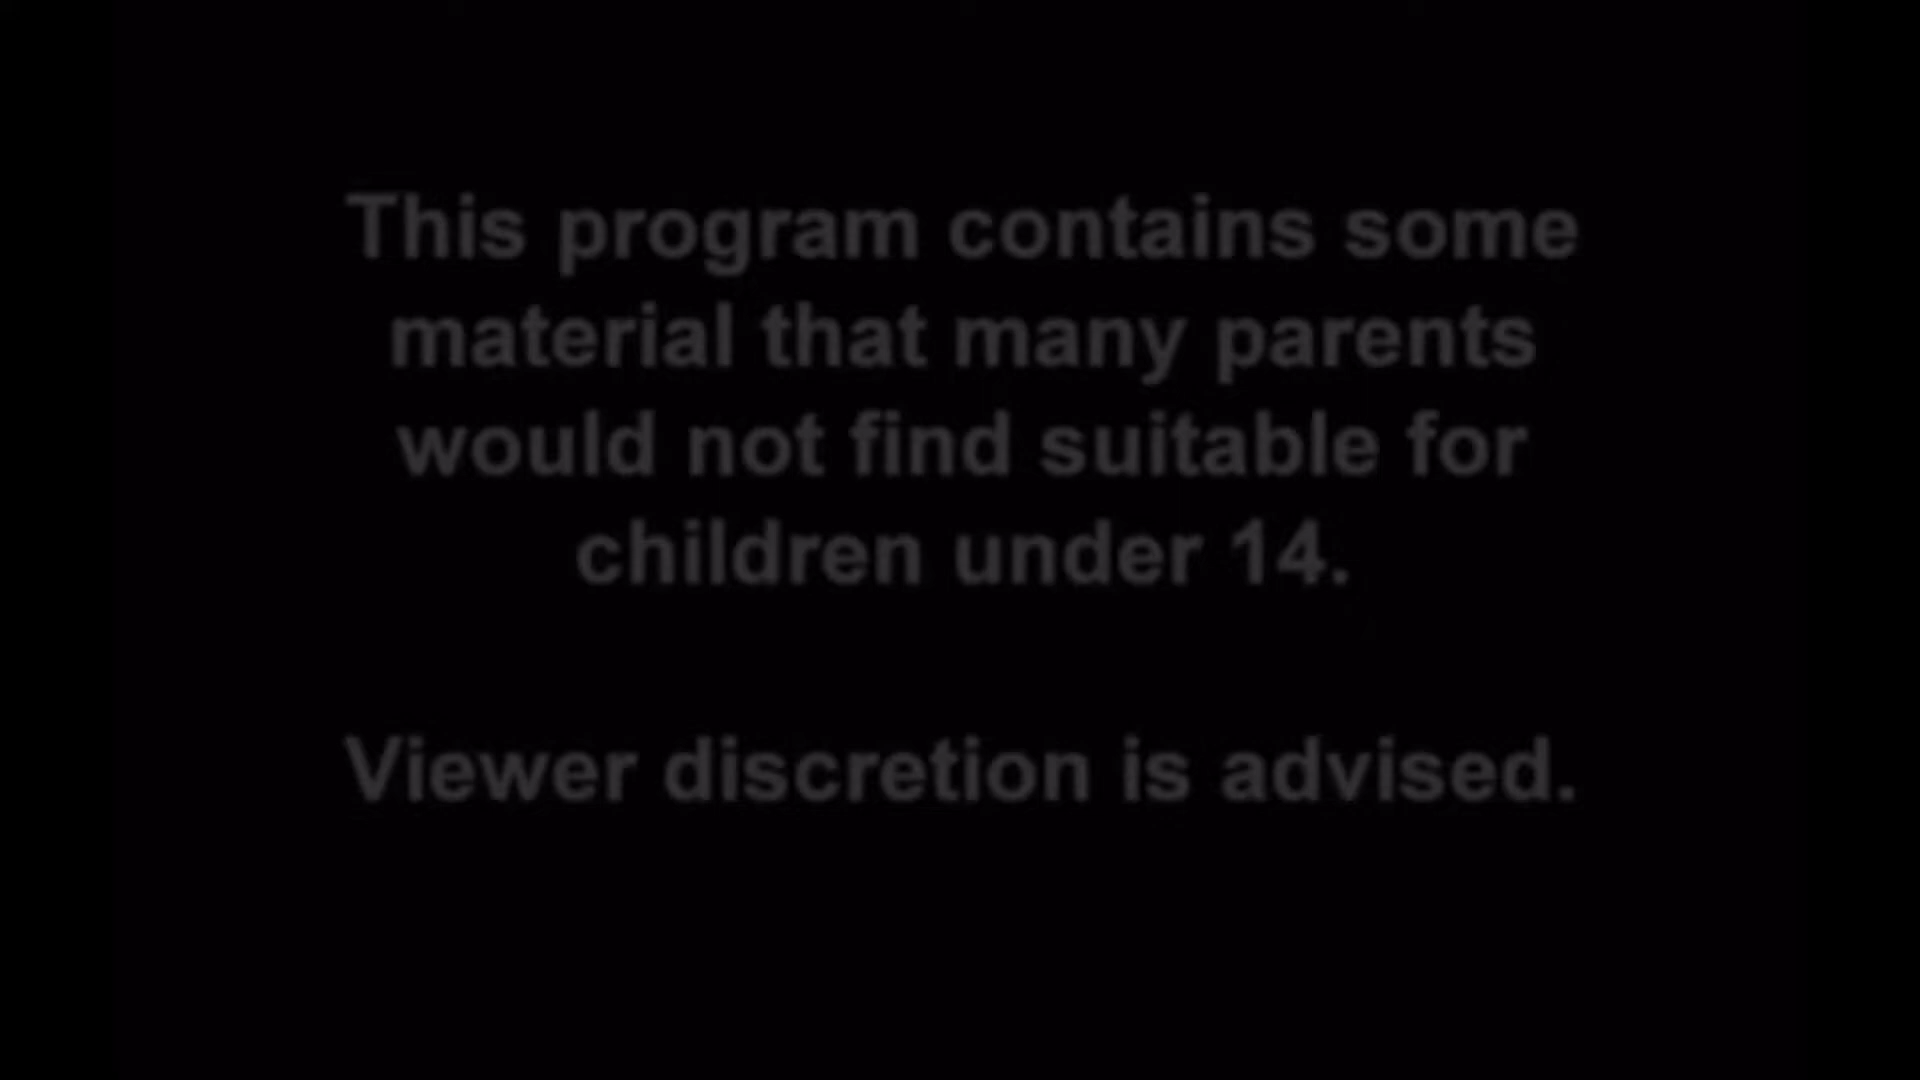 This program contains some
material that many parents
would not find suitable for
children under 14.
Viewer discretion is advised.